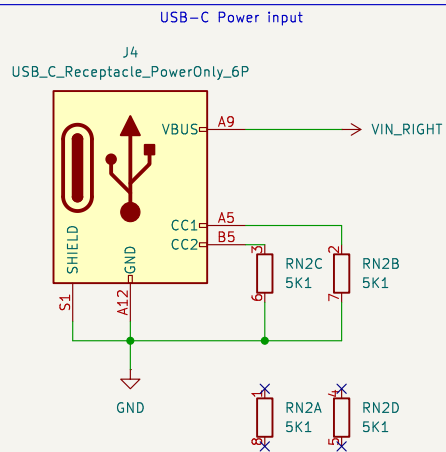 USB-C Power input
J4
USB_C_Receptacle_PowerOnly_6P
VBUS
A9
VIN_RIGHT
CC1
A5
CC2
B5
SHIELD
GND
S1
A12
3
RN2C
5K1
6
2
RN2B
5K1
7
GND
1
RN2A
5K1
8
4
RN2D
5K1
5